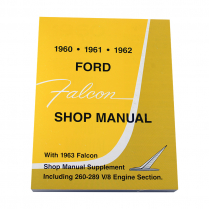 1960 • 1961 • 1962
FORD
Falcon
SHOP MANUAL
With 1963 Falcon
Shop Manual Supplement
Including 260-289 V/8 Engine Section.